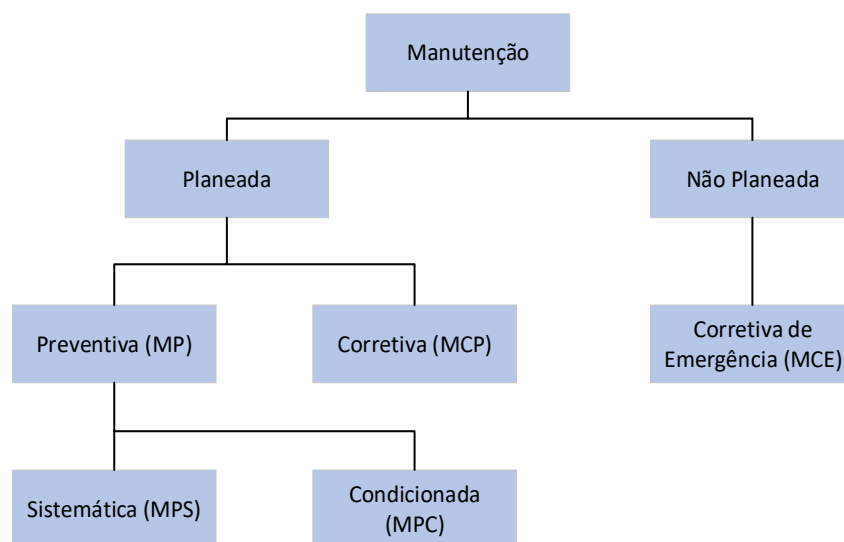 Manutenção
Planeada
Não Planeada
Preventiva (MP)
Corretiva (MCP)
Corretiva de
Emergência (MCE)
Sistemática (MPS)
Condicionada
(MPC)